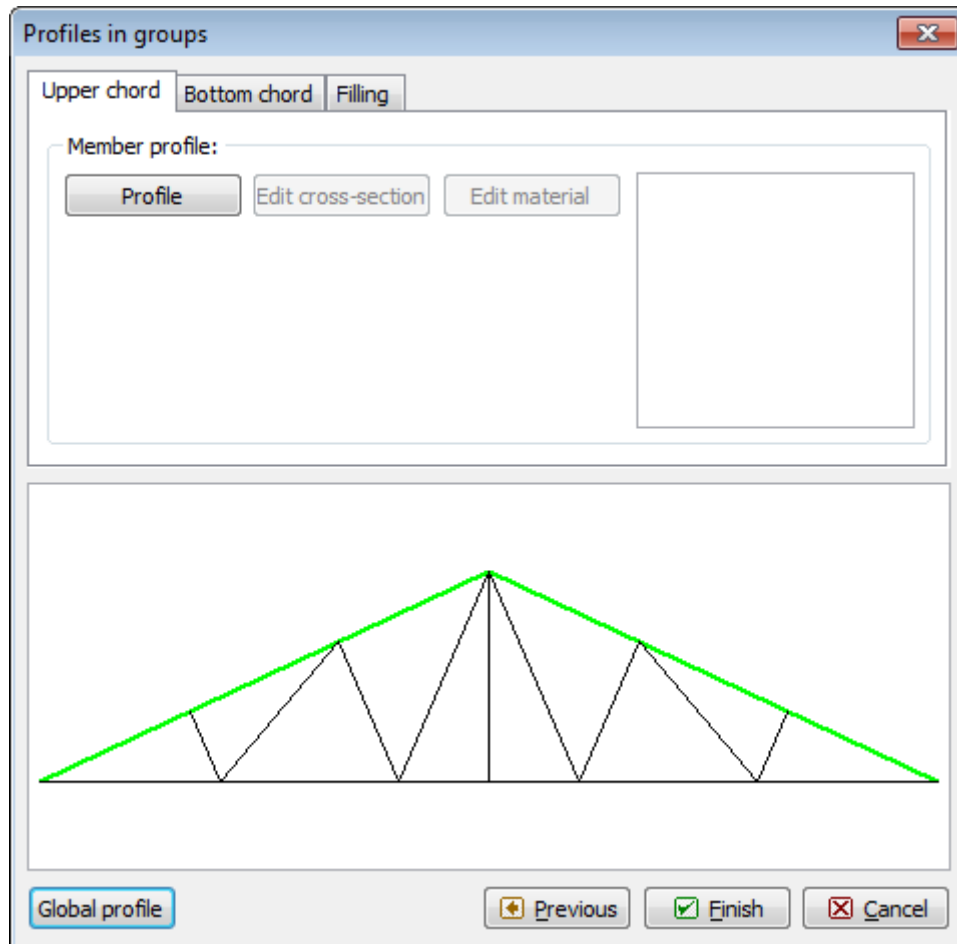 Profiles in groups
Upper chord Bottom chord Filling
Member profile:
Profile Edit cross-section Edit material
Global profile Previous Finish Cancel